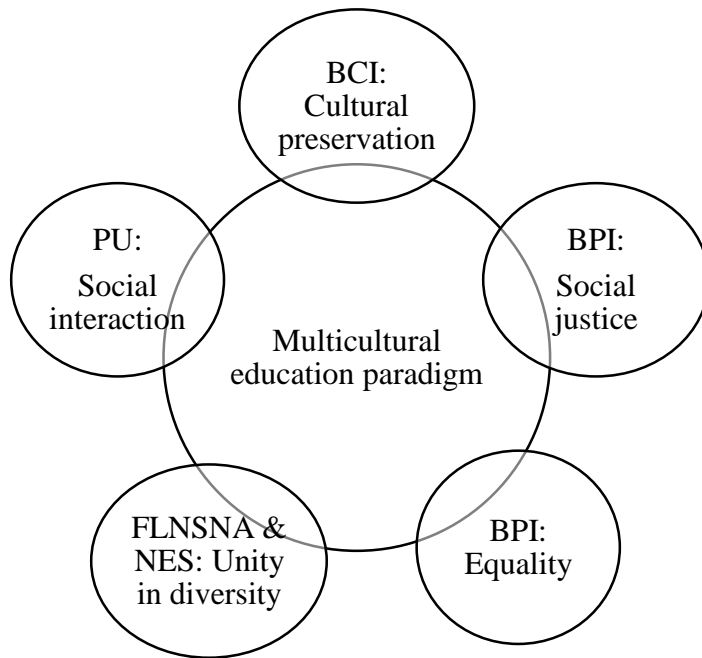 BCI:
Cultural
preservation
PU:
Social
interaction
BPI:
Social
justice
Multicultural
education paradigm
FLNSNA &
NES: Unity
in diversity
BPI:
Equality